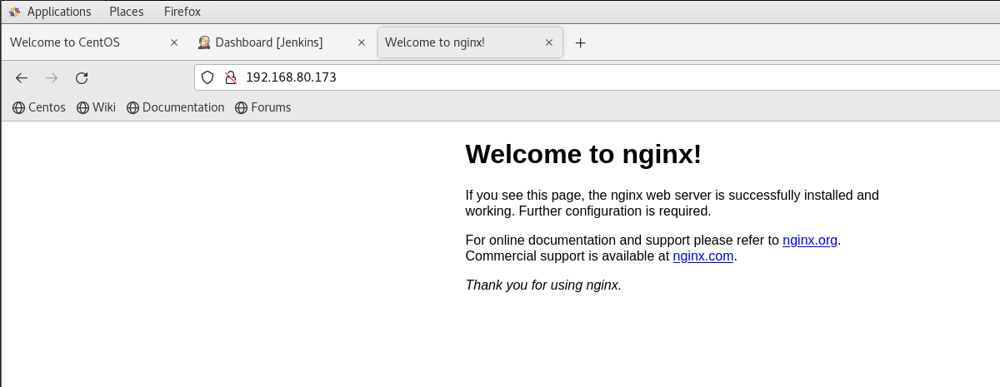 Applications Places Firefox
Welcome to CentOS × Dashboard [Jenkins] × Welcome to nginx! × +
192.168.80.173
Centos Wiki Documentation Forums
Welcome to nginx!
If you see this page, the nginx web server is successfully installed and
working. Further configuration is required.
For online documentation and support please refer to nginx.org.
Commercial support is available at nginx.com.
Thank you for using nginx.